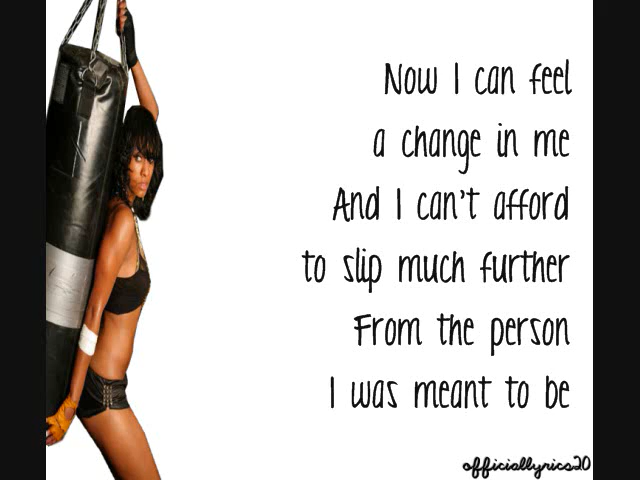 Now I can feel
a change in me
And I can't afford
to slip much further
From the person
I was meant to be
officiallyrics20